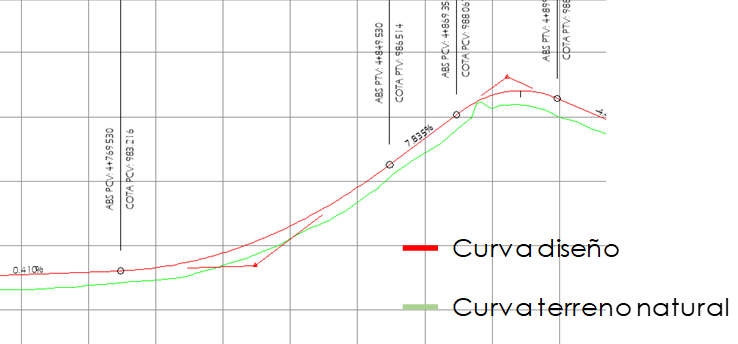 ABS PCV: 4+769.530
COTA PCV: 983.216
ABS PTV: 4+849.530
COTA PTV: 986.514
ABS PCV: 4+869.35
COTA PCV: 988.06
ABS PTV: 4+899
COTA PTV: 988
0.410%
7.835%
Curva diseño
Curva terreno natural